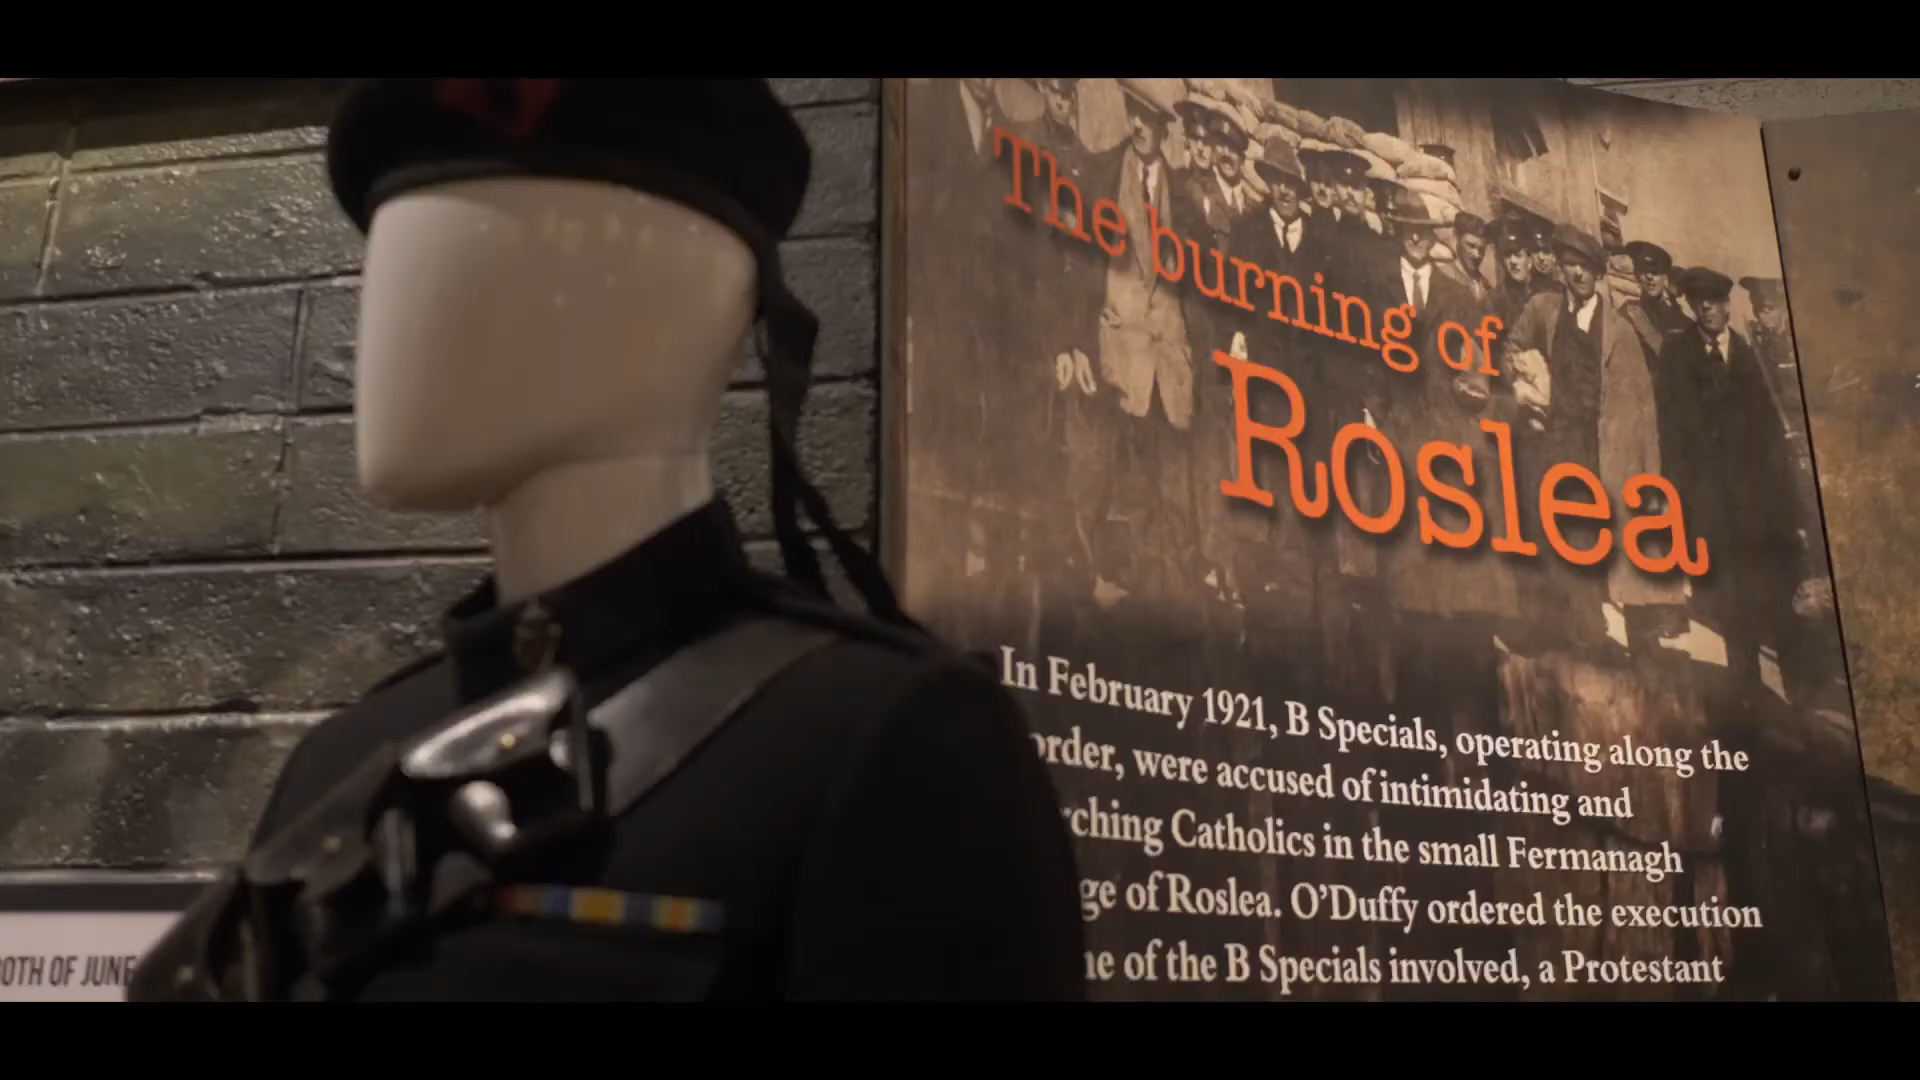 The burning of
Roslea
In February 1921, B Specials, operating along the
order, were accused of intimidating and
rching Catholics in the small Fermanagh
ge of Roslea. O'Duffy ordered the execution
ne of the B Specials involved, a Protestant
0TH OF JUNE